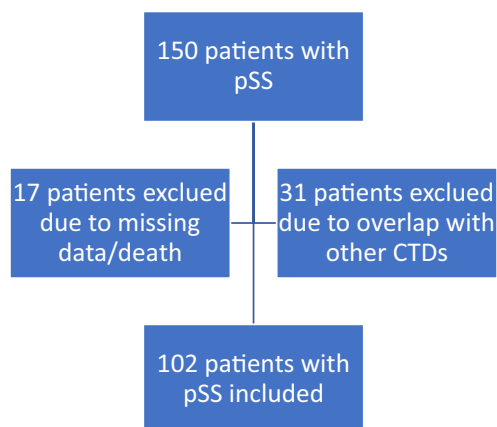 150 patients with
pSS
17 patients exclued
due to missing
data/death
31 patients exclued
due to overlap with
other CTDs
102 patients with
pSS included